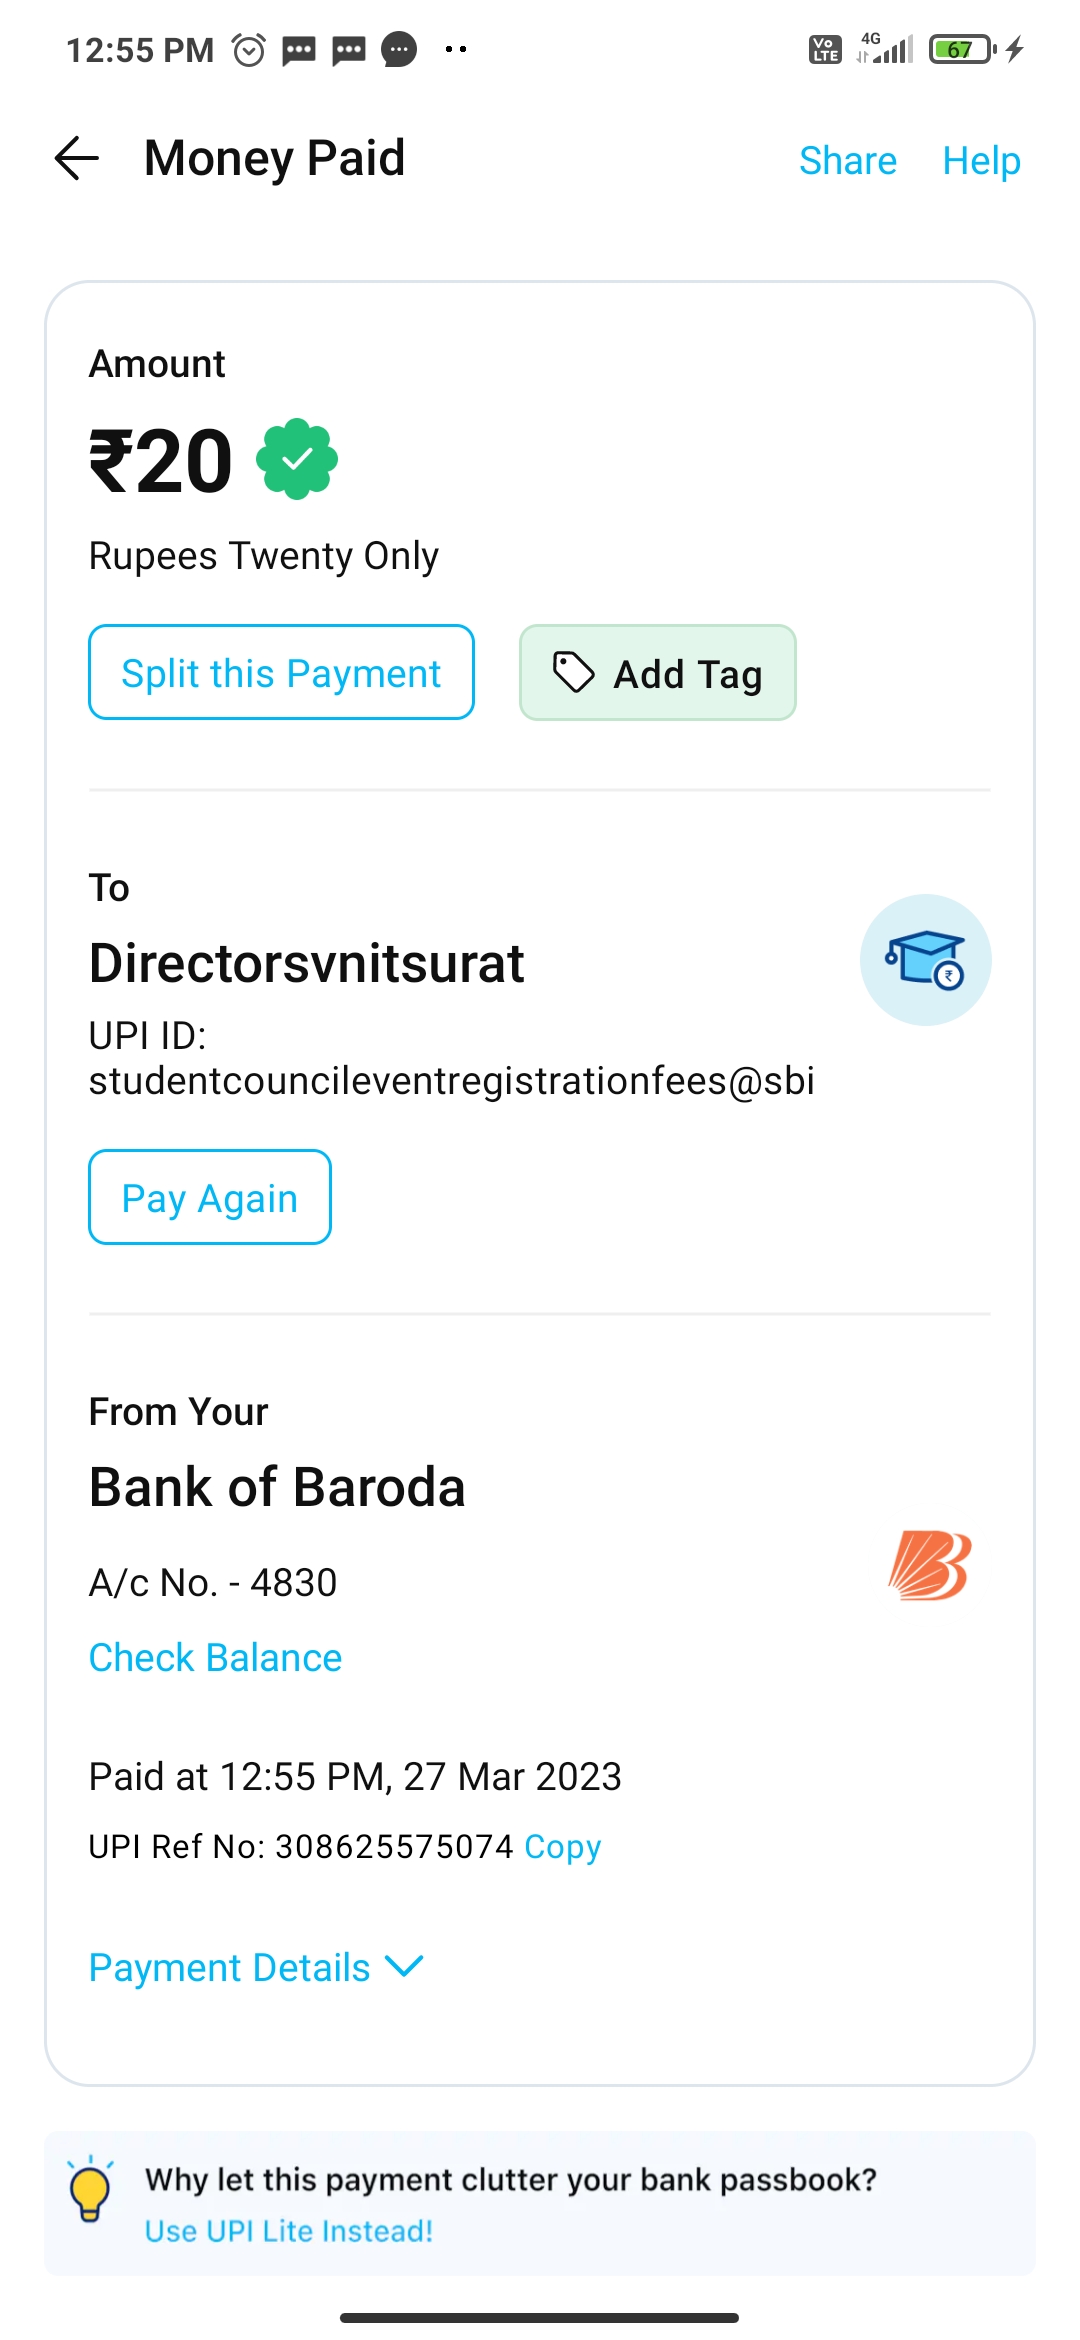 12:55 PM
Vo LTE 4G 67
Money Paid Share Help
Amount
₹20
Rupees Twenty Only
Split this Payment Add Tag
To
Directorsvnitsurat
UPI ID:
studentcouncileventregistrationfees@sbi
Pay Again
From Your
Bank of Baroda
A/c No. - 4830
Check Balance
Paid at 12:55 PM, 27 Mar 2023
UPI Ref No: 308625575074 Copy
Payment Details
Why let this payment clutter your bank passbook?
Use UPI Lite Instead!